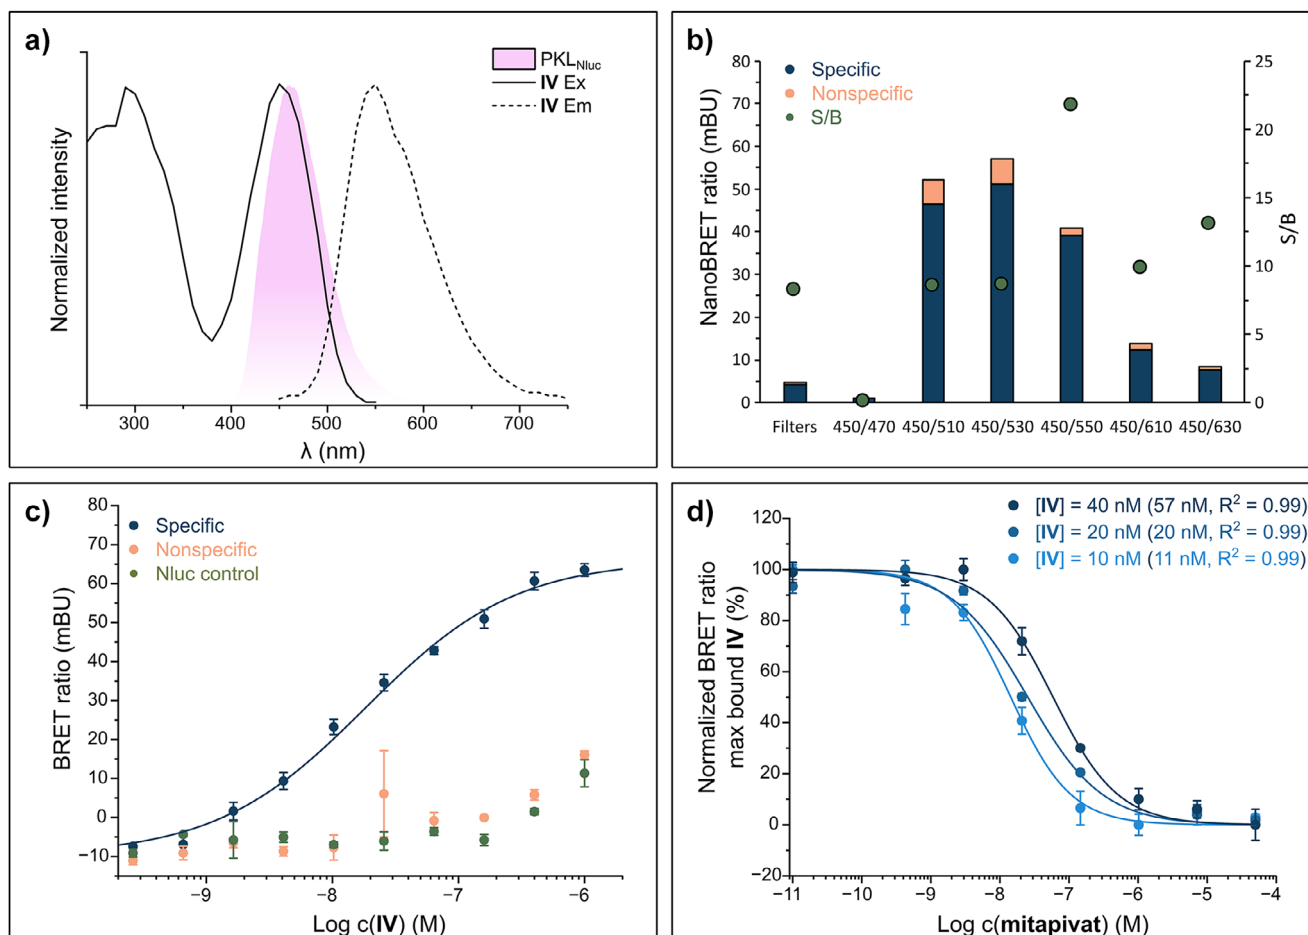 a)
PKL_Nluc
IV Ex
IV Em
Normalized intensity
300 400 500 600 700
λ (nm)
b)
Specific
Nonspecific
S/B
NanoBRET ratio (mBU)
80
70
60
50
40
30
20
10
0
25
20
15
10
5
0
S/B
Filters 450/470 450/510 450/530 450/550 450/610 450/630
c)
Specific
Nonspecific
Nluc control
BRET ratio (mBU)
80
70
60
50
40
30
20
10
0
−10
−9 −8 −7 −6
Log c(IV) (M)
d)
[IV] = 40 nM (57 nM, R² = 0.99)
[IV] = 20 nM (20 nM, R² = 0.99)
[IV] = 10 nM (11 nM, R² = 0.99)
Normalized BRET ratio
max bound IV (%)
120
100
80
60
40
20
0
−20
−11 −10 −9 −8 −7 −6 −5 −4
Log c(mitapivat) (M)